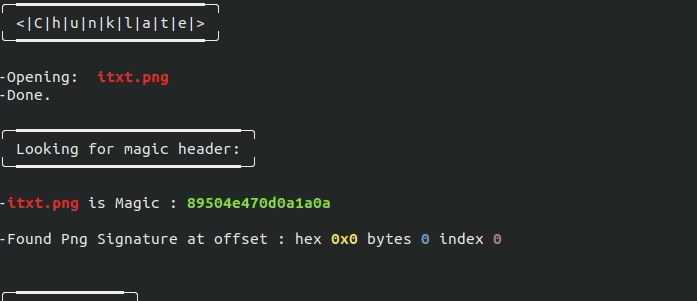 <|C|h|u|n|k|l|a|t|e|>
-Opening:  itxt.png
-Done.
Looking for magic header:
-itxt.png is Magic : 89504e470d0a1a0a
-Found Png Signature at offset : hex 0x0 bytes 0 index 0